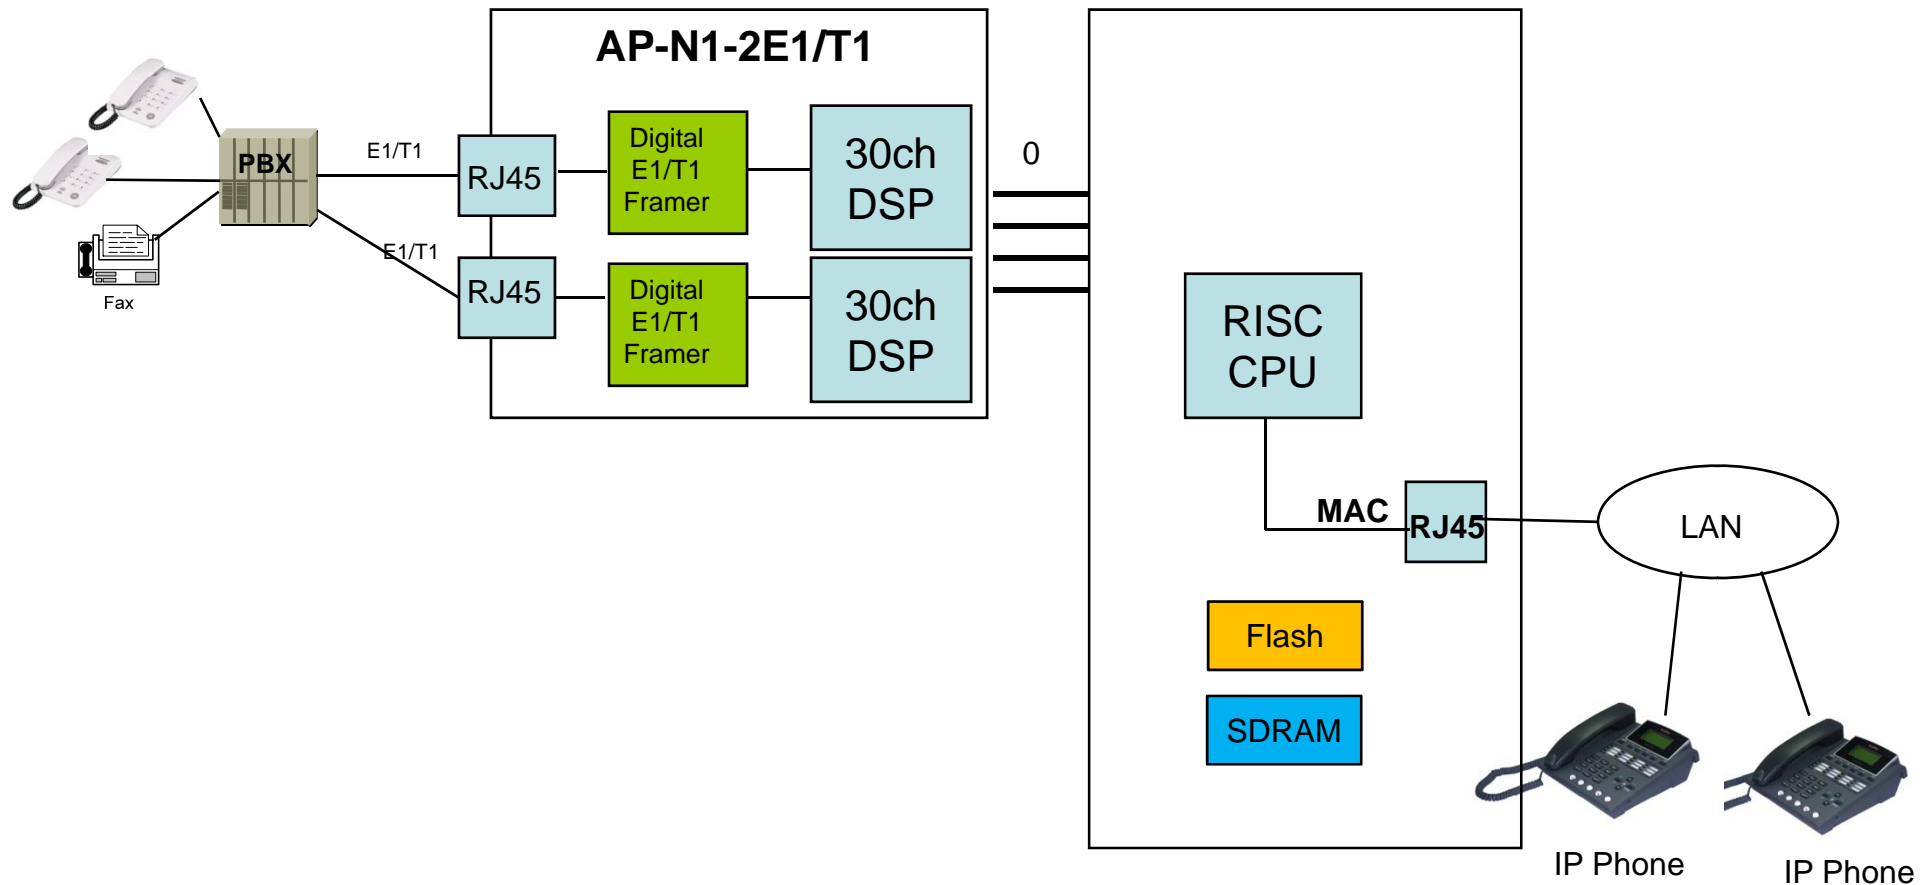 AP-N1-2E1/T1
PBX
Fax
E1/T1
E1/T1
RJ45
RJ45
Digital
E1/T1
Framer
Digital
E1/T1
Framer
30ch
DSP
30ch
DSP
0
RISC
CPU
MAC
RJ45
Flash
SDRAM
LAN
IP Phone
IP Phone